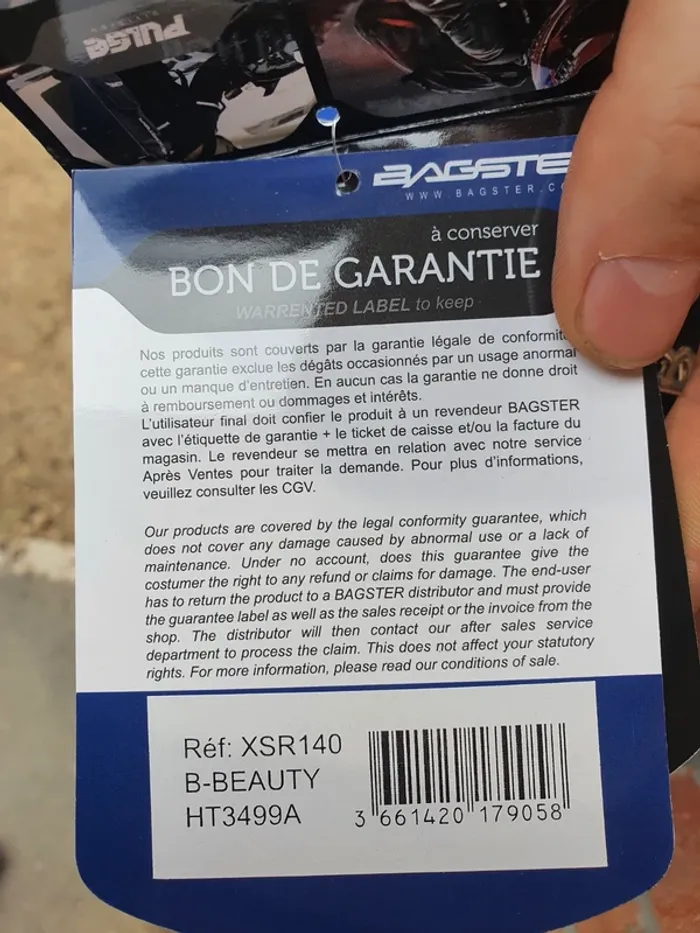 PULSE
BAGSTE
WWW.BAGSTER.C
à conserver
BON DE GARANTIE
WARRENTED LABEL to keep
Nos produits sont couverts par la garantie légale de conformité
cette garantie exclue les dégâts occasionnés par un usage anormal
ou un manque d'entretien. En aucun cas la garantie ne donne droit
à remboursement ou dommages et intérêts.
L'utilisateur final doit confier le produit à un revendeur BAGSTER
avec l'étiquette de garantie + le ticket de caisse et/ou la facture du
magasin. Le revendeur se mettra en relation avec notre service
Après Ventes pour traiter la demande. Pour plus d'informations,
veuillez consulter les CGV.
Our products are covered by the legal conformity guarantee, which
does not cover any damage caused by abnormal use or a lack of
maintenance. Under no account, does this guarantee give the
costumer the right to any refund or claims for damage. The end-user
has to return the product to a BAGSTER distributor and must provide
the guarantee label as well as the sales receipt or the invoice from the
shop. The distributor will then contact our after sales service
department to process the claim. This does not affect your statutory
rights. For more information, please read our conditions of sale.
Réf: XSR140
B-BEAUTY
HT3499A
3 661420 179058